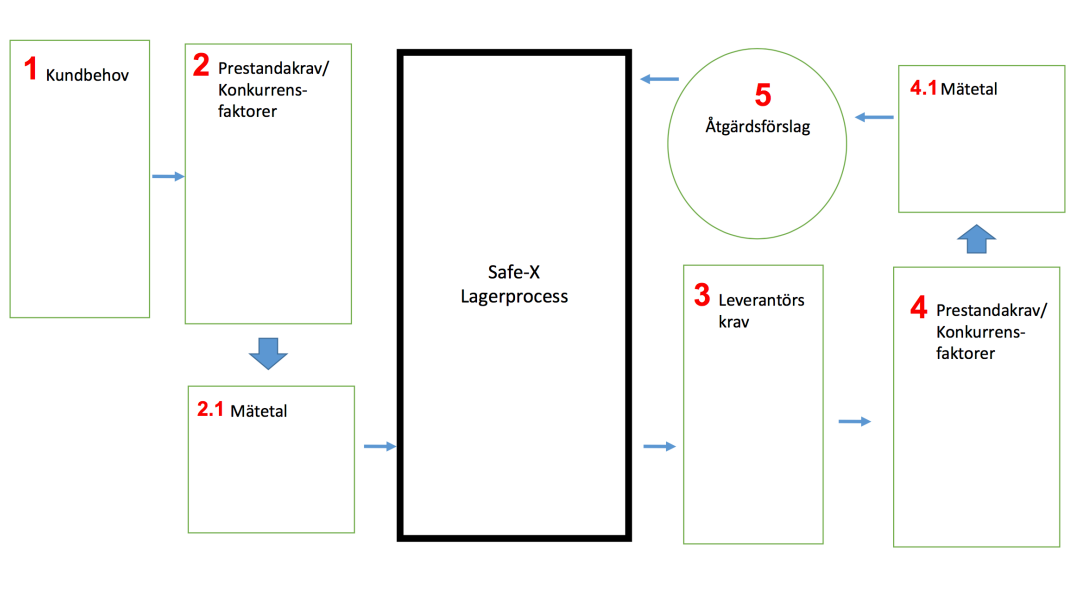 1 Kundbehov
2 Prestandakrav/
Konkurrens-
faktorer
2.1 Mätetal
Safe-X
Lagerprocess
3 Leverantörs
krav
4 Prestandakrav/
Konkurrens-
faktorer
4.1 Mätetal
5
Åtgärdsförslag